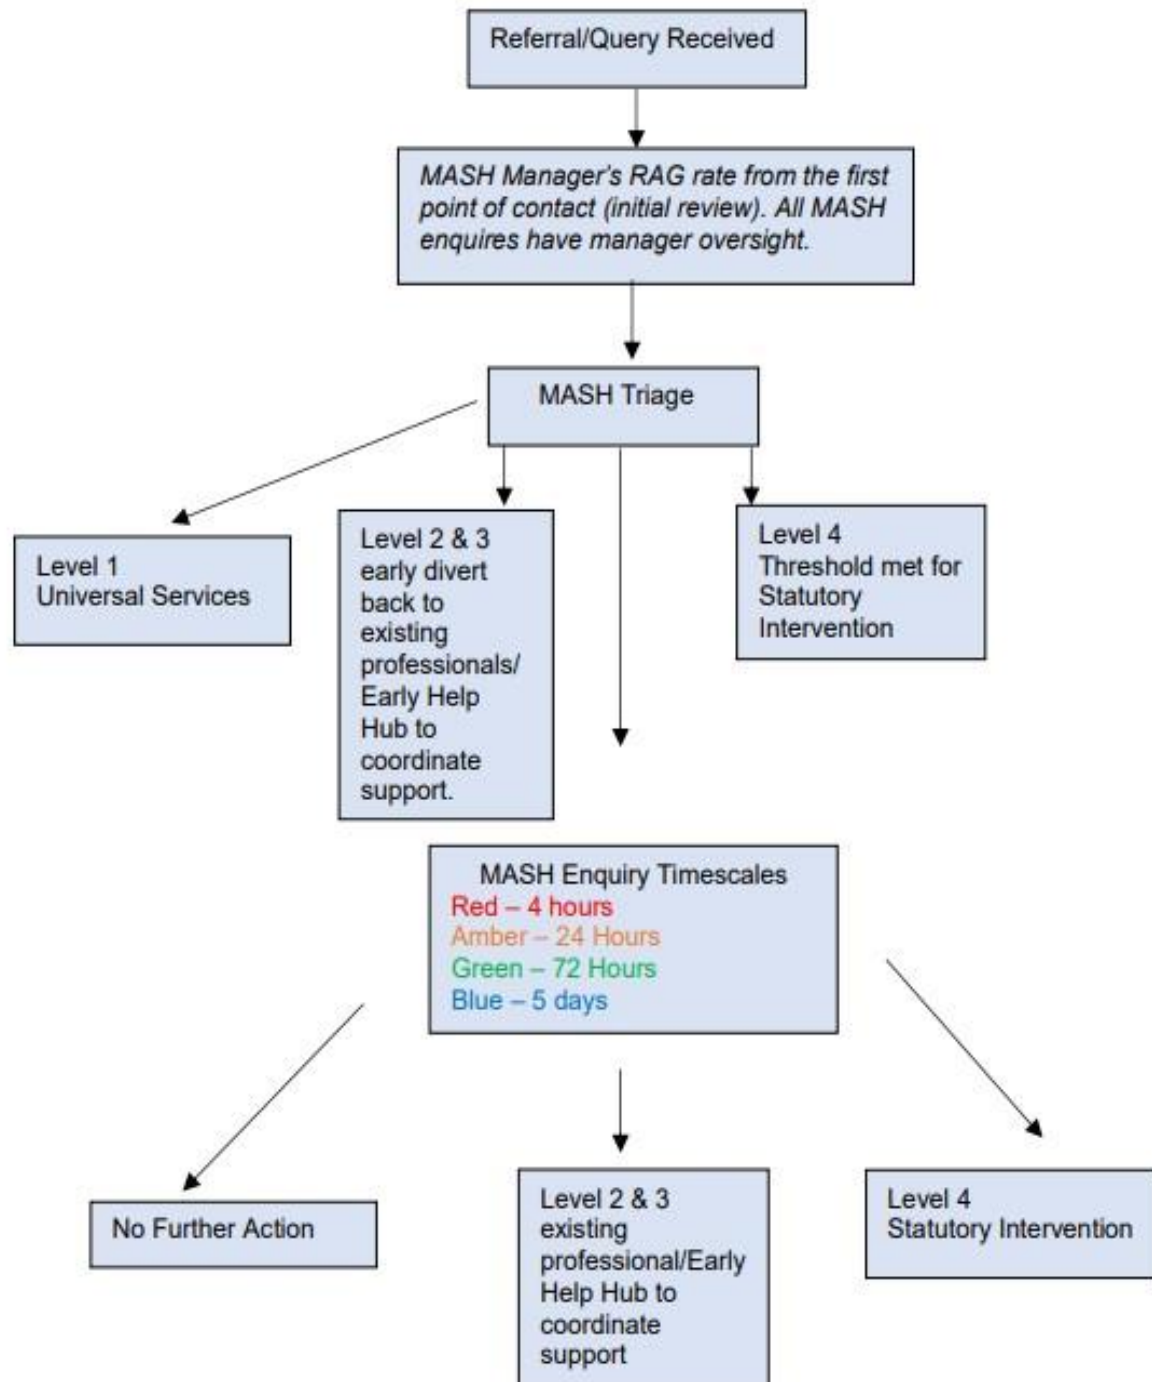 Referral/Query Received
MASH Manager's RAG rate from the first
point of contact (initial review). All MASH
enquires have manager oversight.
MASH Triage
Level 1
Universal Services
Level 2 & 3
early divert
back to
existing
professionals/
Early Help
Hub to
coordinate
support.
Level 4
Threshold met for
Statutory
Intervention
MASH Enquiry Timescales
Red – 4 hours
Amber – 24 Hours
Green – 72 Hours
Blue – 5 days
No Further Action
Level 2 & 3
existing
professional/Early
Help Hub to
coordinate
support
Level 4
Statutory Intervention